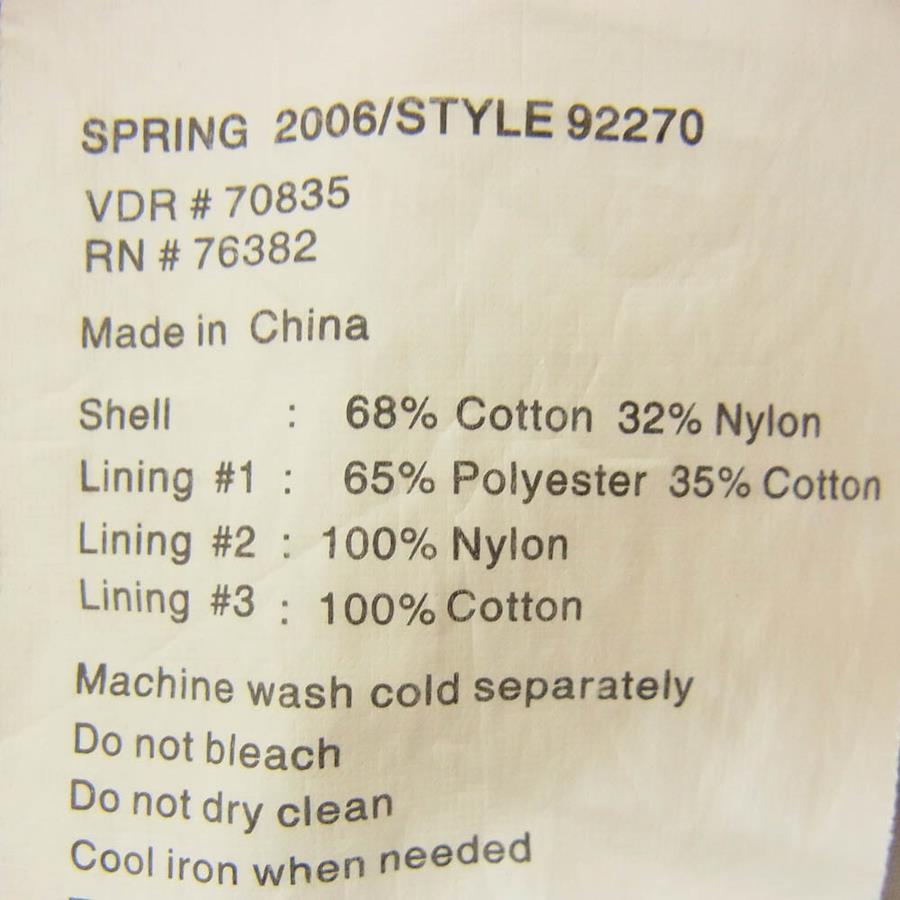 SPRING 2006/STYLE 92270
VDR # 70835
RN # 76382
Made in China
Shell : 68% Cotton 32% Nylon
Lining #1 : 65% Polyester 35% Cotton
Lining #2 : 100% Nylon
Lining #3 : 100% Cotton
Machine wash cold separately
Do not bleach
Do not dry clean
Cool iron when needed